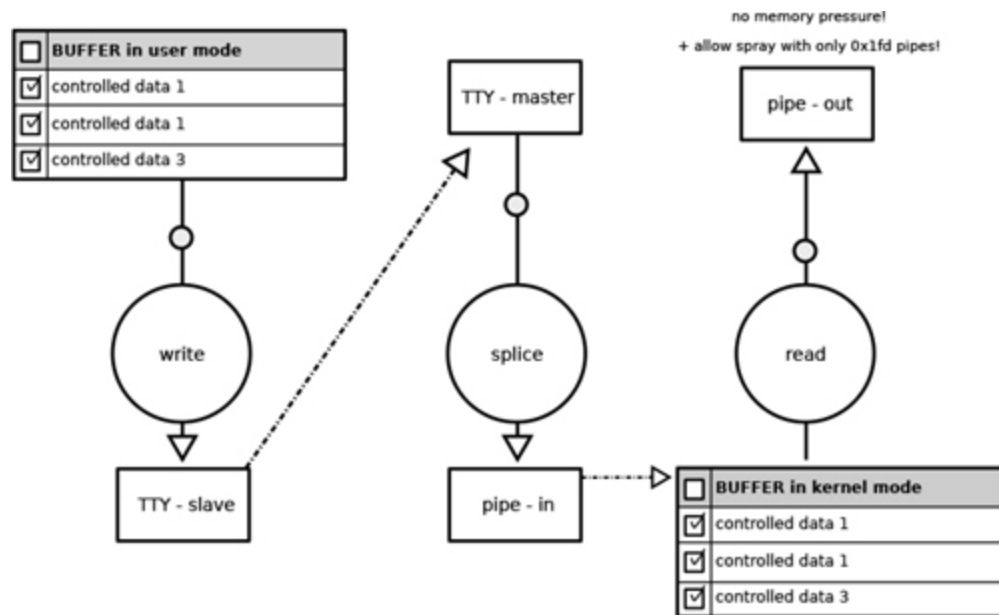 no memory pressure!
+ allow spray with only 0x1fd pipes!
BUFFER in user mode
controlled data 1
controlled data 1
controlled data 3
TTY - master
pipe - out
write
splice
read
TTY - slave
pipe - in
BUFFER in kernel mode
controlled data 1
controlled data 1
controlled data 3